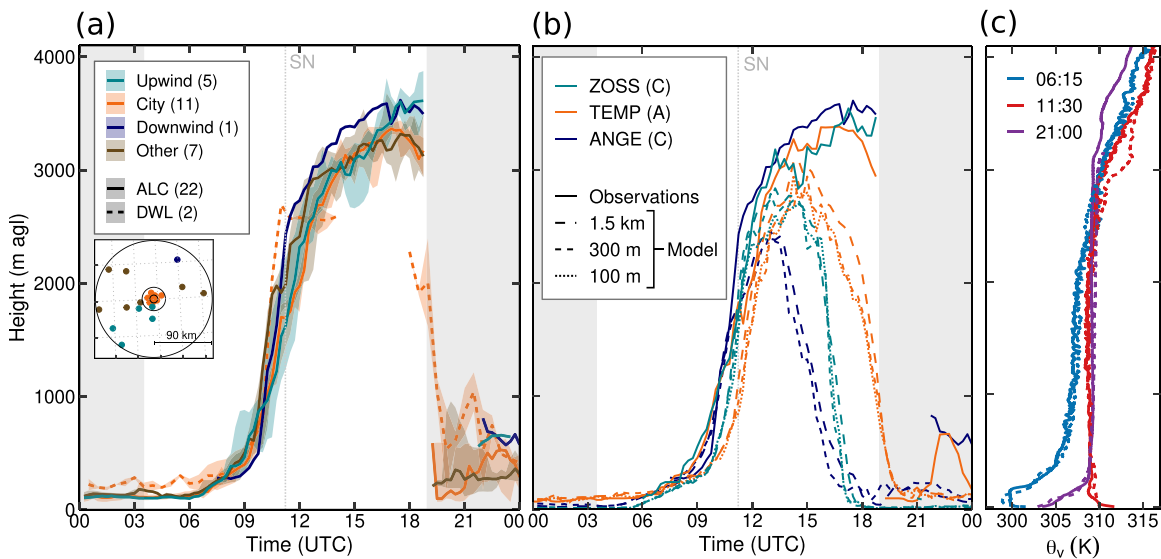 (a)
(b)
(c)
Height (m agl)
4100
3000
2000
1000
0
SN
Upwind (5)
City (11)
Downwind (1)
Other (7)
ALC (22)
DWL (2)
90 km
00 03 06 09 12 15 18 21 00
Time (UTC)
SN
ZOSS (C)
TEMP (A)
ANGE (C)
Observations
1.5 km
300 m
Model
100 m
00 03 06 09 12 15 18 21 00
Time (UTC)
06:15
11:30
21:00
300 305 310 315
θv (K)